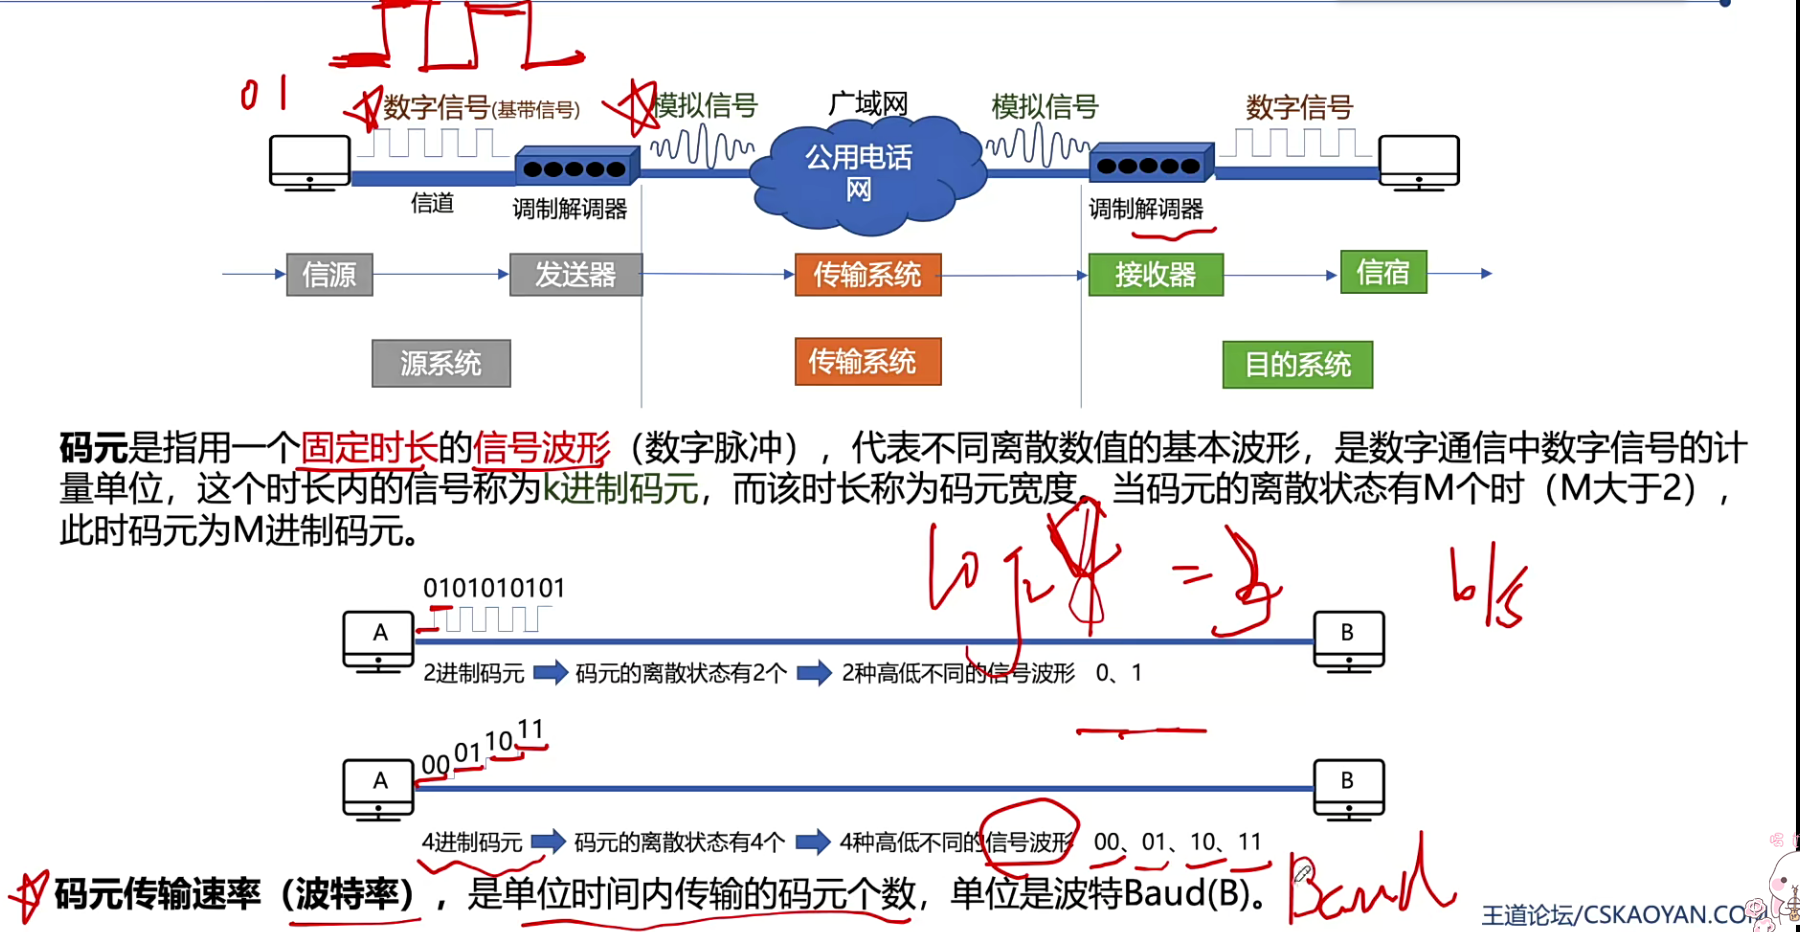 01
数字信号(基带信号) 模拟信号 广域网 模拟信号 数字信号
公用电话
网
信道 调制解调器 调制解调器
信源 发送器 传输系统 接收器 信宿
源系统 传输系统 目的系统
码元是指用一个固定时长的信号波形（数字脉冲），代表不同离散数值的基本波形，是数字通信中数字信号的计
量单位，这个时长内的信号称为k进制码元，而该时长称为码元宽度。当码元的离散状态有M个时（M大于2），
此时码元为M进制码元。
b/s
0101010101
A B
2进制码元 码元的离散状态有2个 2种高低不同的信号波形 0、1
00 01 10 11
A B
4进制码元 码元的离散状态有4个 4种高低不同的信号波形 00、01、10、11
码元传输速率（波特率），是单位时间内传输的码元个数，单位是波特Baud(B)。 Baud
王道论坛/CSKAOYAN.COM